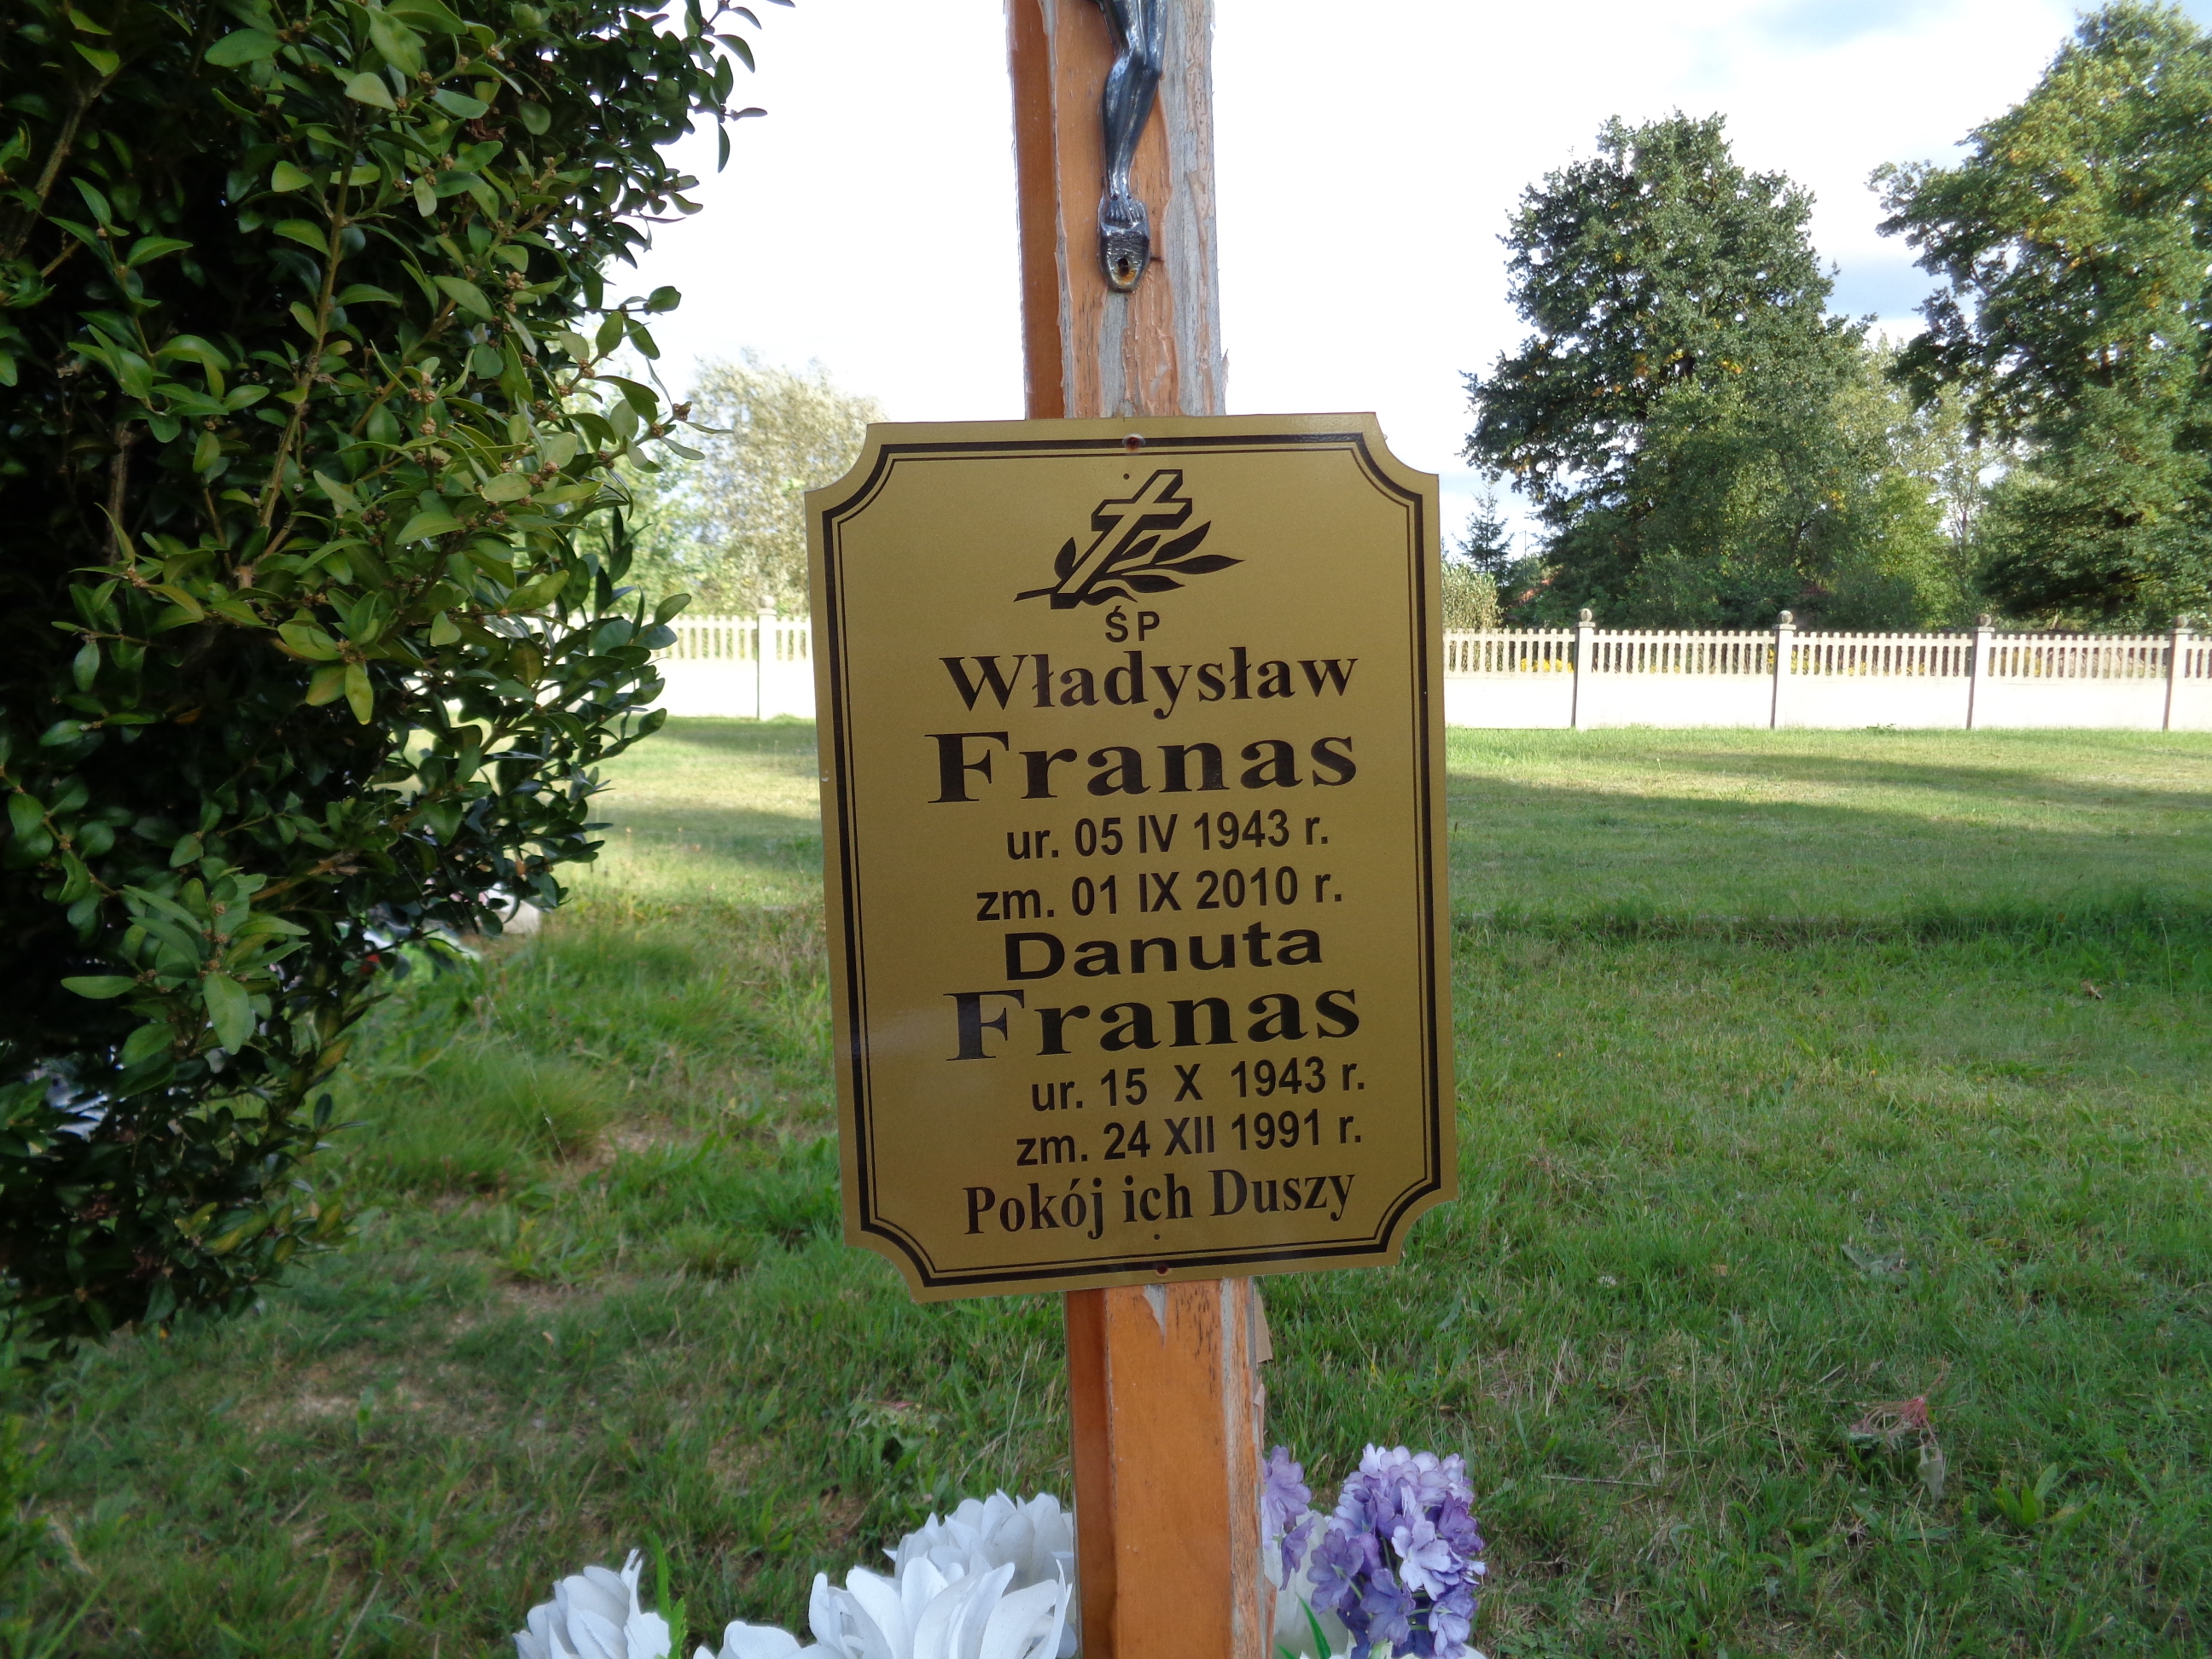 ŚP
Władysław
Franas
ur. 05 IV 1943 r.
zm. 01 IX 2010 r.
Danuta
Franas
ur. 15 X 1943 r.
zm. 24 XII 1991 r.
Pokój ich Duszy